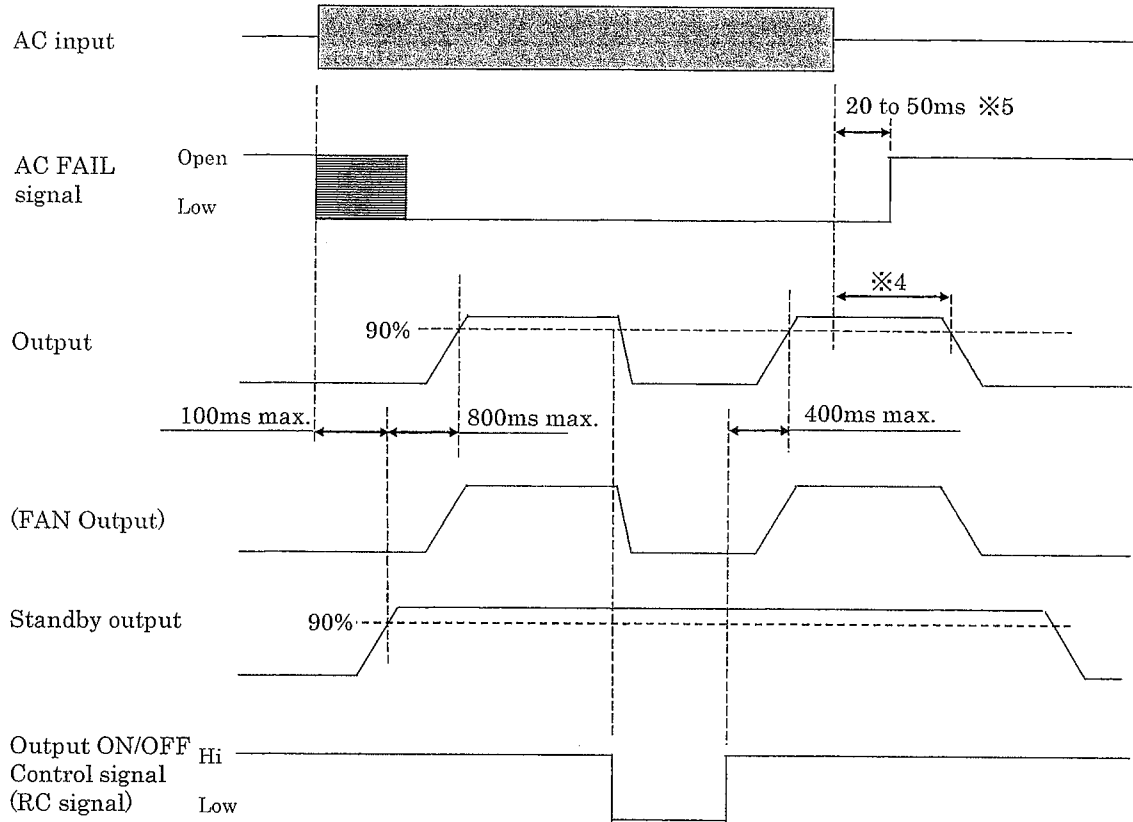 AC input
20 to 50ms ※5
AC FAIL
signal
Open
Low
※4
90%
Output
100ms max.
800ms max.
400ms max.
(FAN Output)
Standby output
90%
Output ON/OFF
Control signal
(RC signal)
Hi
Low